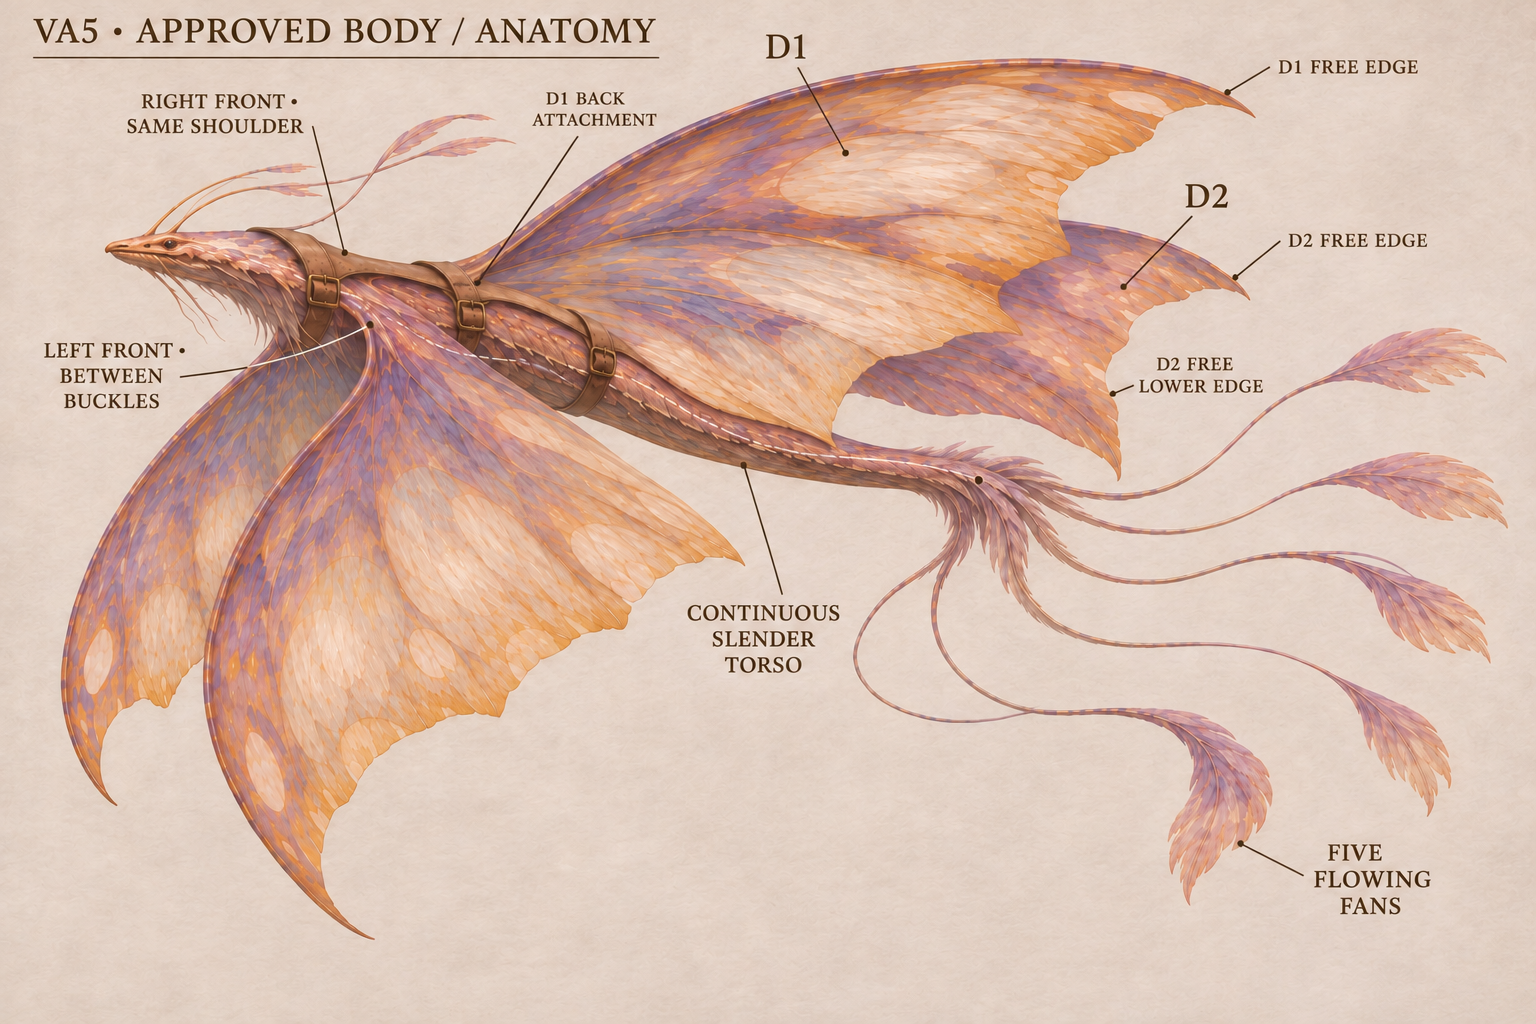 VA5 • APPROVED BODY / ANATOMY
RIGHT FRONT •
SAME SHOULDER
D1 BACK
ATTACHMENT
D1
D1 FREE EDGE
D2
D2 FREE EDGE
LEFT FRONT •
BETWEEN
BUCKLES
D2 FREE
LOWER EDGE
CONTINUOUS
SLENDER
TORSO
FIVE
FLOWING
FANS